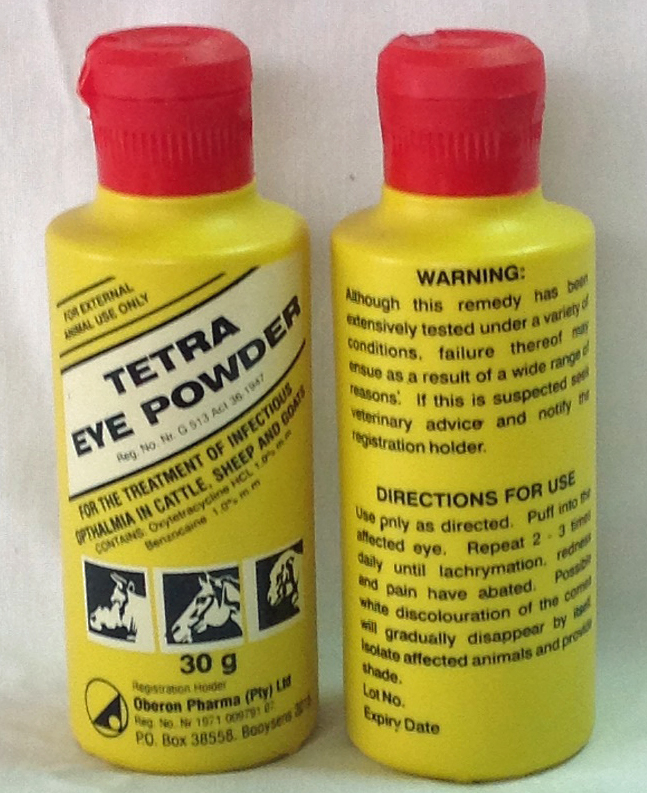 FOR EXTERNAL
ANIMAL USE ONLY
TETRA
EYE POWDER
Reg. No. Nr. G 513 Act 36 1947
FOR THE TREATMENT OF INFECTIOUS
OPTHALMIA IN CATTLE, SHEEP AND GOATS
CONTAINS: Oxytetracycline HCL 1.0% m m
Benzocaine 1.0% m m
30 g
Registration Holder
Oberon Pharma (Pty) Ltd
Reg. No. Nr 1971
P.O. Box 38558, Booysens
WARNING:
Although this remedy has been
extensively tested under a variety of
conditions, failure thereof may
ensue as a result of a wide range of
reasons. If this is suspected seek
veterinary advice and notify the
registration holder.
DIRECTIONS FOR USE
Use only as directed. Puff into the
affected eye. Repeat 2 - 3 times
daily until lachrymation, redness
and pain have abated. Possible
white discolouration of the cornea
will gradually disappear by itself.
Isolate affected animals and provide
shade.
Lot No.
Expiry Date